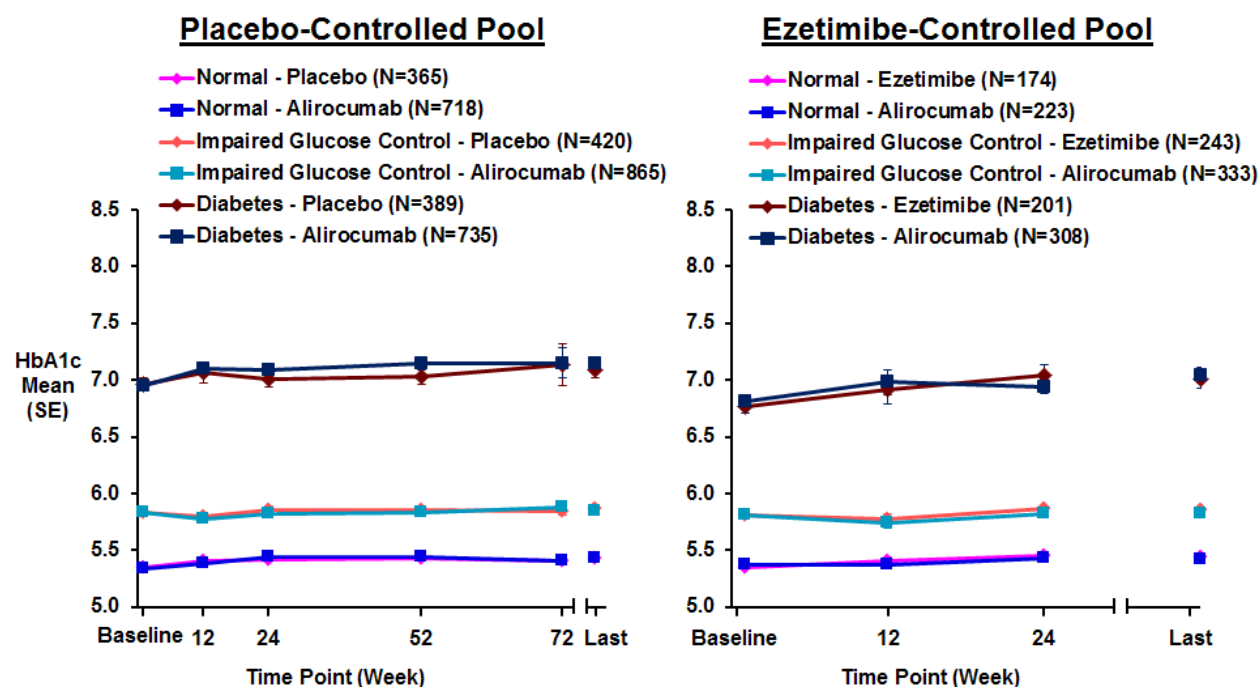 Placebo-Controlled Pool
Normal - Placebo (N=365)
Normal - Alirocumab (N=718)
Impaired Glucose Control - Placebo (N=420)
Impaired Glucose Control - Alirocumab (N=865)
Diabetes - Placebo (N=389)
Diabetes - Alirocumab (N=735)
HbA1c
Mean
(SE)
8.5
8.0
7.5
7.0
6.5
6.0
5.5
5.0
Baseline 12 24 52 72 Last
Time Point (Week)
Ezetimibe-Controlled Pool
Normal - Ezetimibe (N=174)
Normal - Alirocumab (N=223)
Impaired Glucose Control - Ezetimibe (N=243)
Impaired Glucose Control - Alirocumab (N=333)
Diabetes - Ezetimibe (N=201)
Diabetes - Alirocumab (N=308)
8.5
8.0
7.5
7.0
6.5
6.0
5.5
5.0
Baseline 12 24 Last
Time Point (Week)